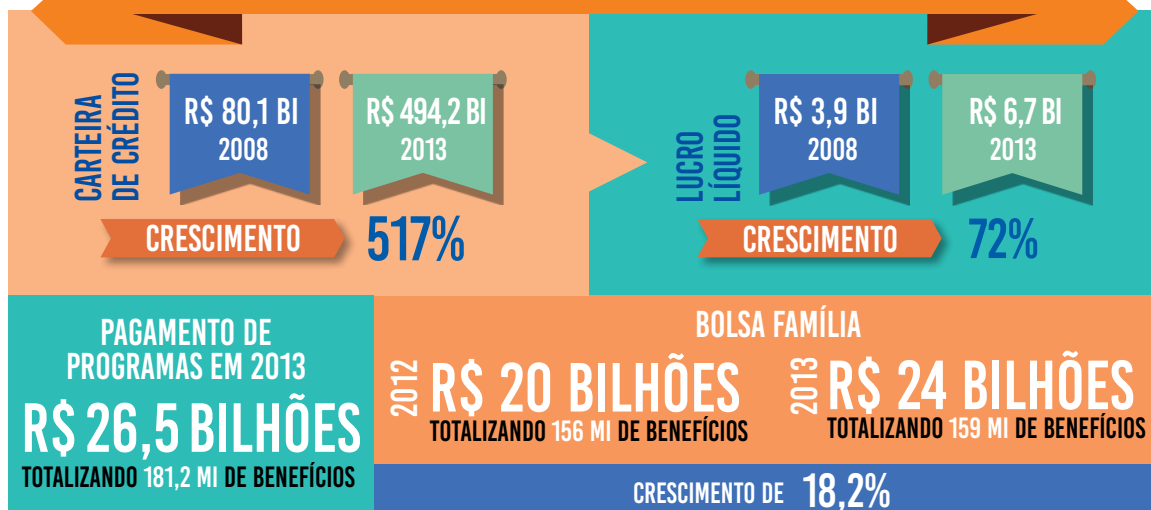 CARTEIRA
DE CRÉDITO
R$ 80,1 BI
2008
R$ 494,2 BI
2013
CRESCIMENTO
517%
LUCRO
LÍQUIDO
R$ 3,9 BI
2008
R$ 6,7 BI
2013
CRESCIMENTO
72%
PAGAMENTO DE
PROGRAMAS EM 2013
R$ 26,5 BILHÕES
TOTALIZANDO 181,2 MI DE BENEFÍCIOS
BOLSA FAMÍLIA
2012
R$ 20 BILHÕES
TOTALIZANDO 156 MI DE BENEFÍCIOS
2013
R$ 24 BILHÕES
TOTALIZANDO 159 MI DE BENEFÍCIOS
CRESCIMENTO DE 18,2%